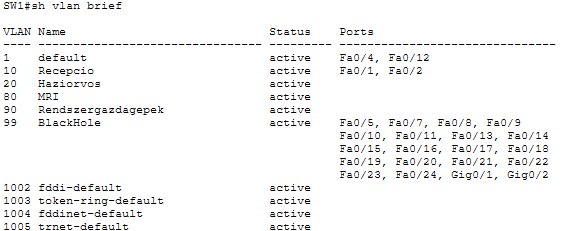 SW1#sh vlan brief
VLAN Name Status Ports
---- -------------------------------- --------- -------------------------------
1 default active Fa0/4, Fa0/12
10 Recepcio active Fa0/1, Fa0/2
20 Haziorvos active
80 MRI active
90 Rendszergazdagepek active
99 BlackHole active Fa0/5, Fa0/7, Fa0/8, Fa0/9
Fa0/10, Fa0/11, Fa0/13, Fa0/14
Fa0/15, Fa0/16, Fa0/17, Fa0/18
Fa0/19, Fa0/20, Fa0/21, Fa0/22
Fa0/23, Fa0/24, Gig0/1, Gig0/2
1002 fddi-default active
1003 token-ring-default active
1004 fddinet-default active
1005 trnet-default active